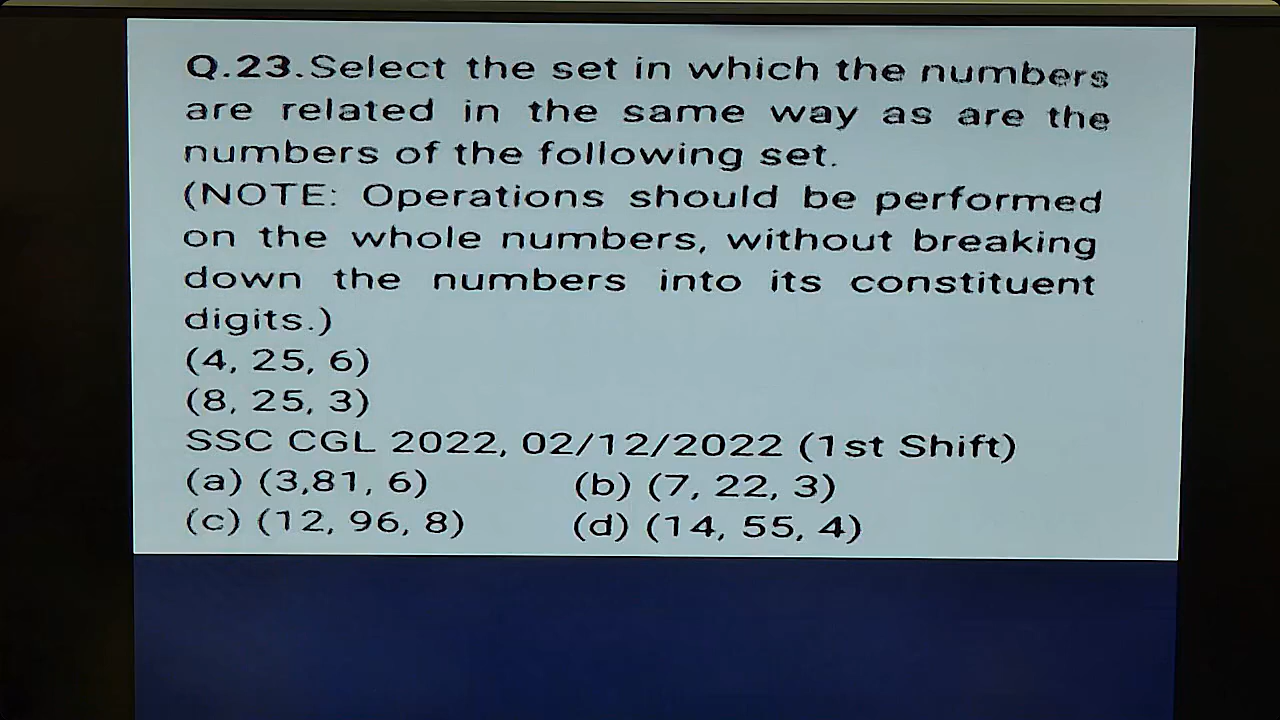 Q.23.Select the set in which the numbers
are related in the same way as are the
numbers of the following set.
(NOTE: Operations should be performed
on the whole numbers, without breaking
down the numbers into its constituent
digits.)
(4, 25, 6)
(8, 25, 3)
SSC CGL 2022, 02/12/2022 (1st Shift)
(a) (3,81, 6) (b) (7, 22, 3)
(c) (12, 96, 8) (d) (14, 55, 4)